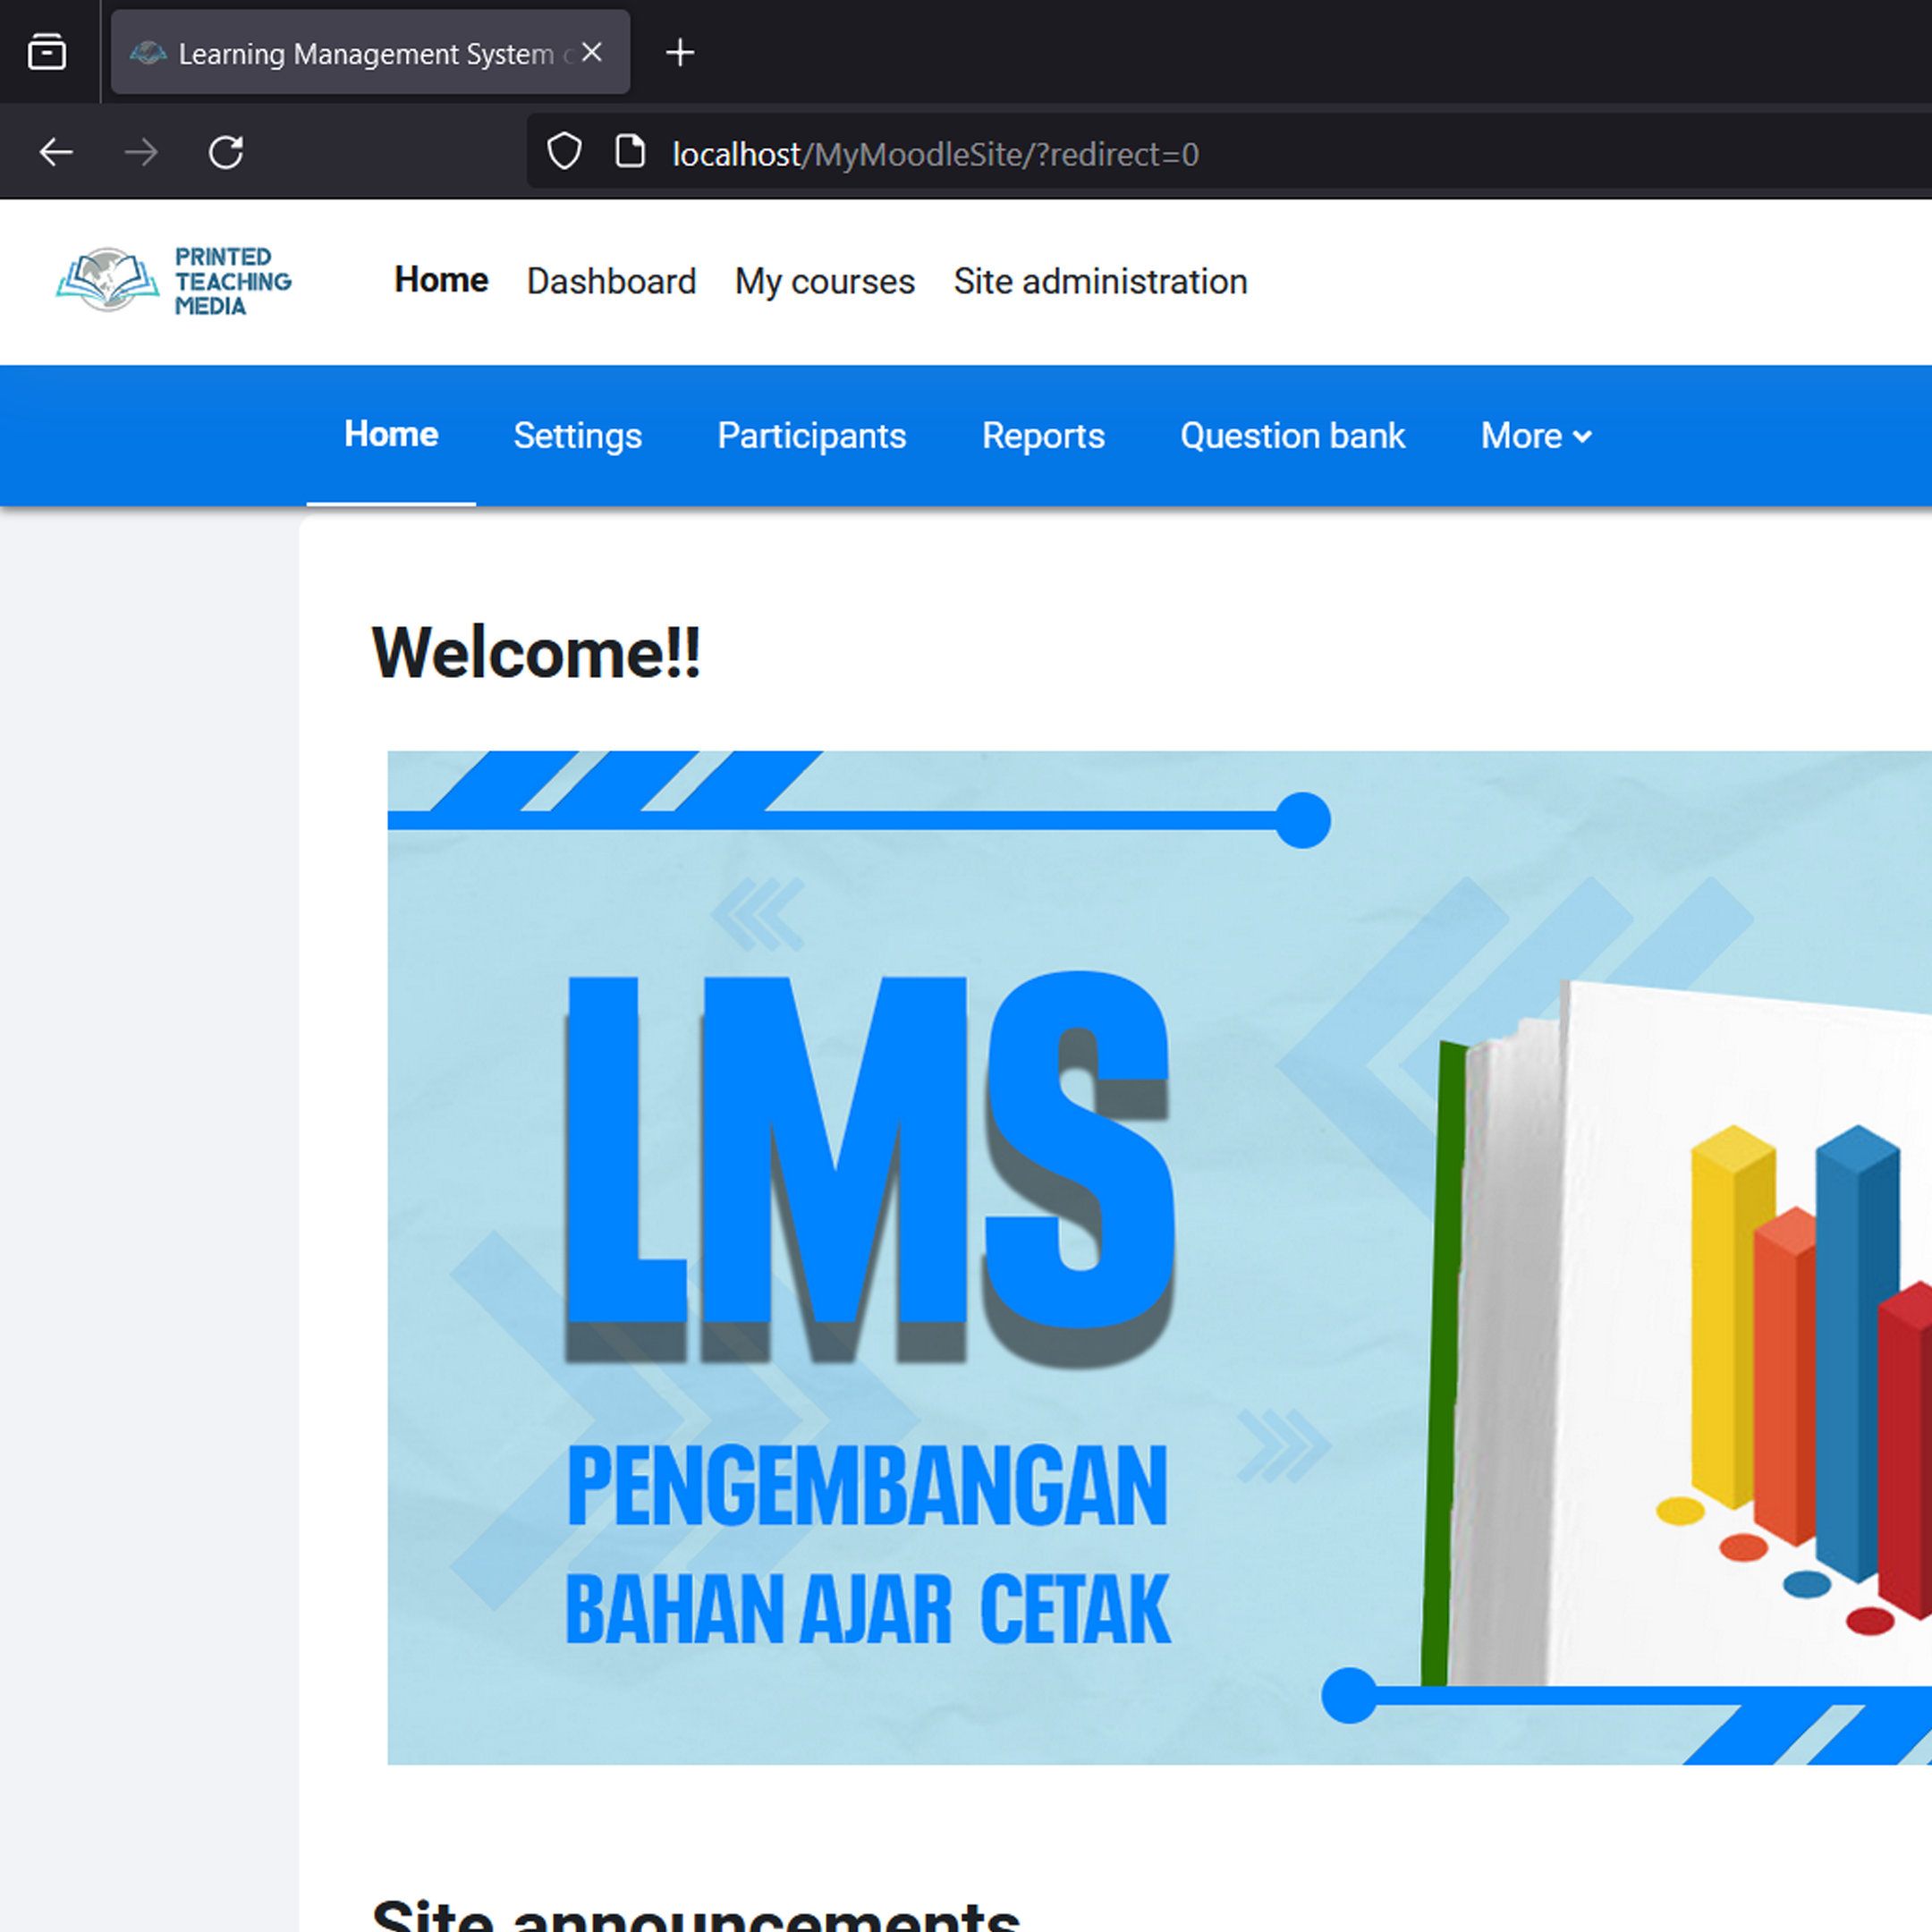 Learning Management System
localhost/MyMoodleSite/?redirect=0
PRINTED
TEACHING
MEDIA
Home Dashboard My courses Site administration
Home Settings Participants Reports Question bank More
Welcome!!
LMS
PENGEMBANGAN
BAHAN AJAR CETAK
Site announcements